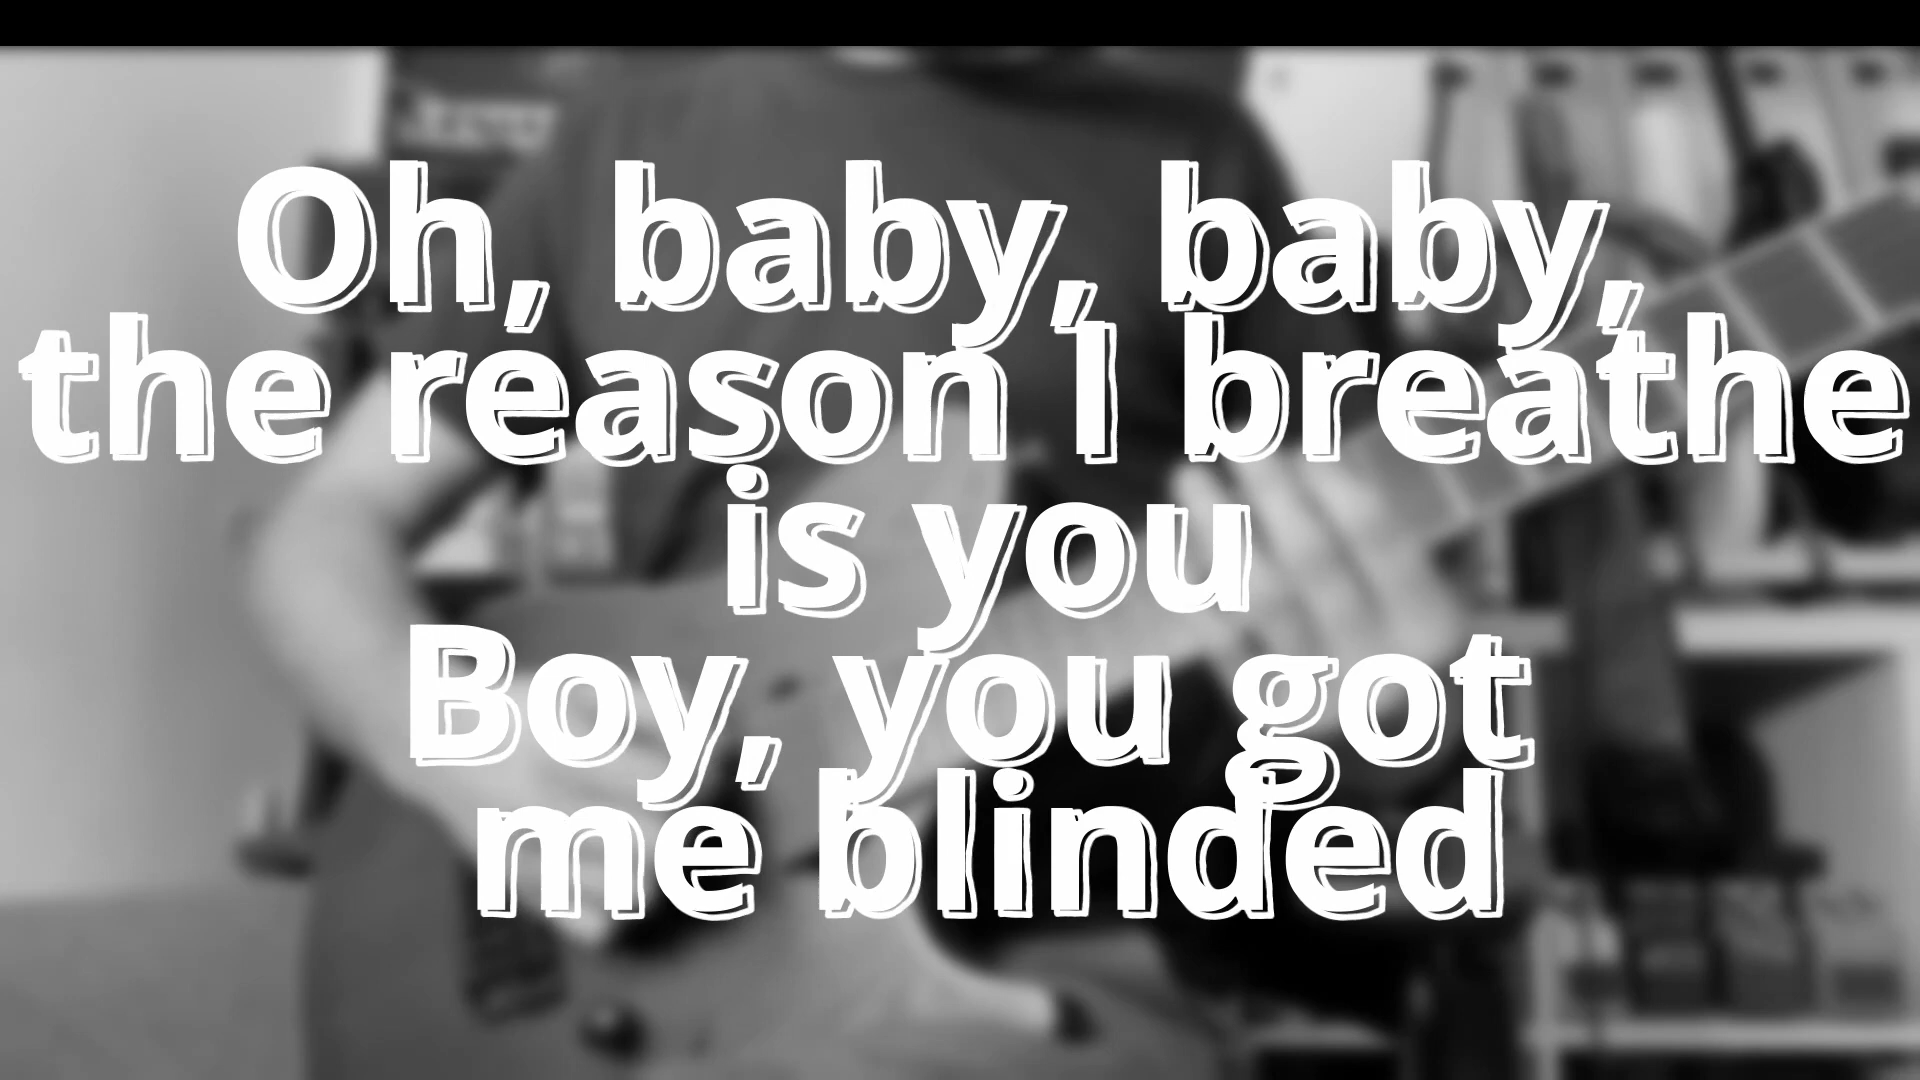 Oh, baby, baby,
the reason I breathe
is you
Boy, you got
me blinded